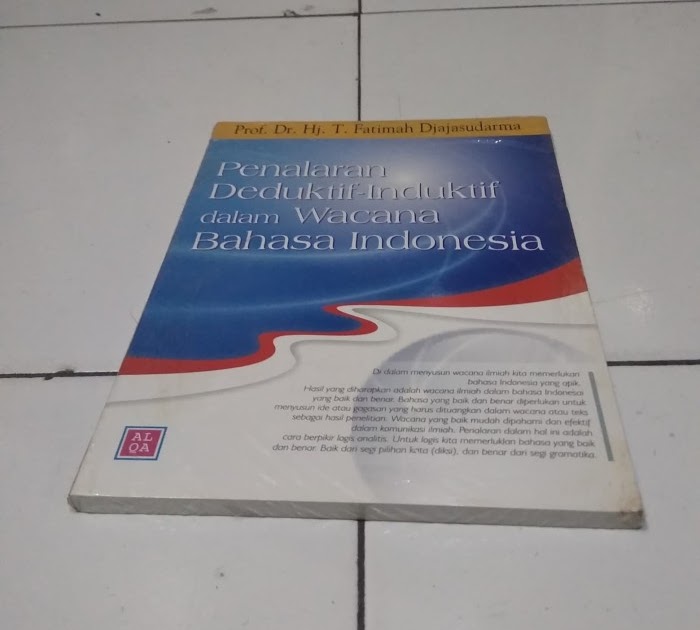 Prof. Dr. Hj. T. Fatimah Djajasudarma
Penalaran
Deduktif-Induktif
dalam Wacana
Bahasa Indonesia
Di dalam menyusun wacana ilmiah kita memerlukan
bahasa Indonesia yang apik.
Hasil yang diharapkan adalah wacana ilmiah dalam bahasa Indonesiai
yang baik dan benar. Bahasa yang baik dan benar diperlukan untuk
menyusun ide atau gagasan yang harus dituangkan dalam wacana atau teks
sebagai hasil penelitian. Wacana yang baik mudah dipahami dan efektif
dalam komunikasi ilmiah. Penalaran dalam hal ini adalah
cara berpikir logis analitis. Untuk logis kita memerluklan bahasa yang baik
dan benar. Baik dari segi pilihan kata (diksi), dan benar dari segi gramatika.
AL
QA